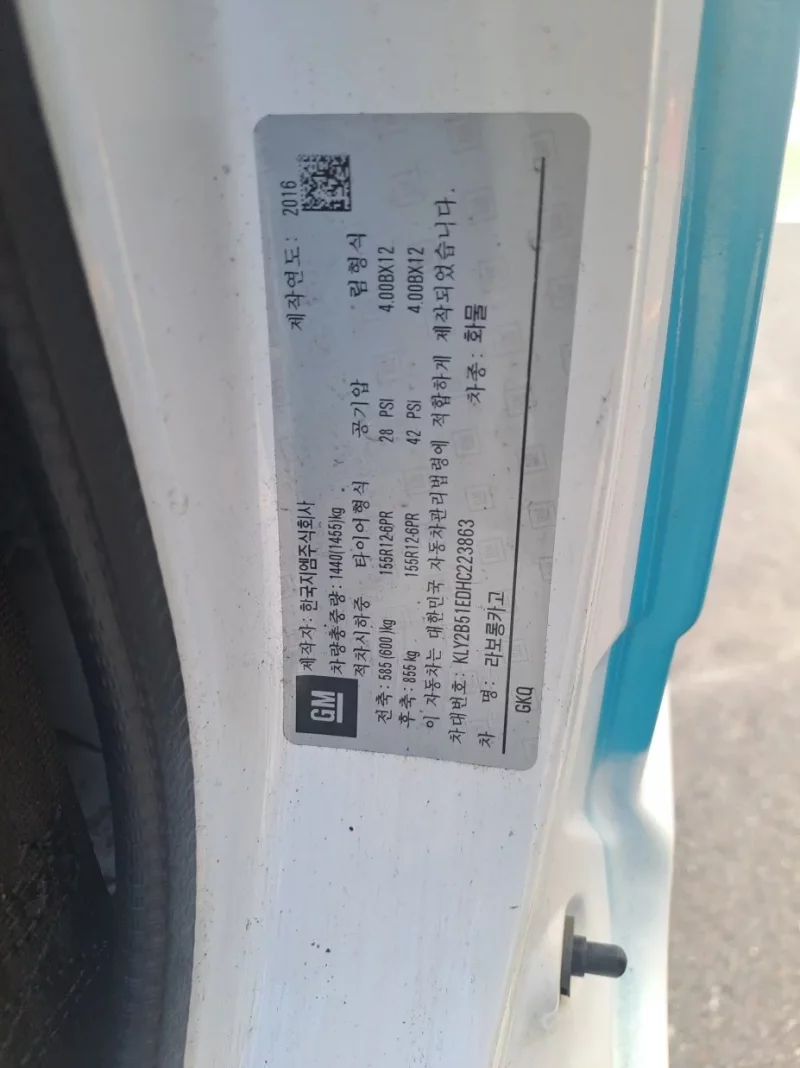 GM
제작자: 한국지엠주식회사 제작연도: 2016
차량총중량: 1440(1455)kg
적차시하중 타이어형식 공기압 림형식
전축: 585(600)kg 155R12-6PR 28 PSI 4.00BX12
후축: 855kg 155R12-6PR 42 PSI 4.00BX12
이 자동차는 대한민국 자동차관리법령에 적합하게 제작되었습니다.
차대번호: KLY2B51EDHC223863
차 명: 라보롱카고 차종: 화물
GKQ